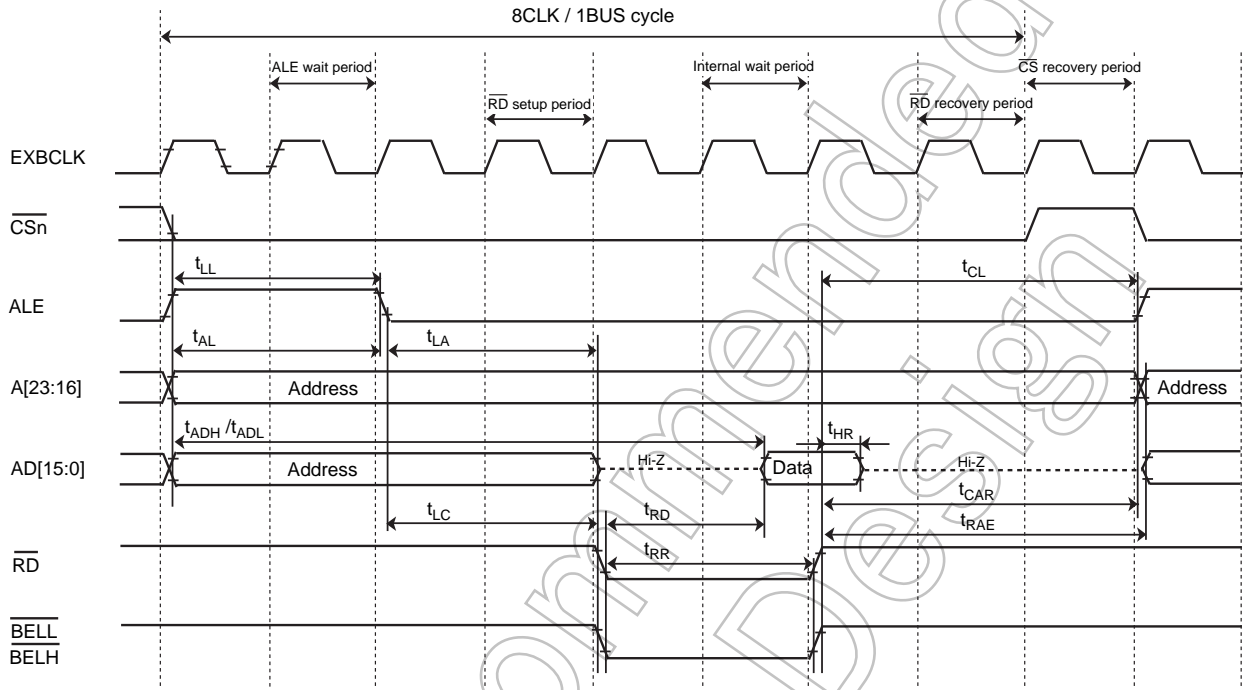 8CLK / 1BUS cycle
ALE wait period
Internal wait period
CS recovery period
RD setup period
RD recovery period
EXBCLK
CSn
tLL
tCL
ALE
tAL
tLA
A[23:16]
Address
Address
tADH /tADL
tHR
AD[15:0]
Address
Hi-Z
Data
Hi-Z
tCAR
tLC
tRD
tRAE
tRR
RD
BELL
BELH
ommended
Design